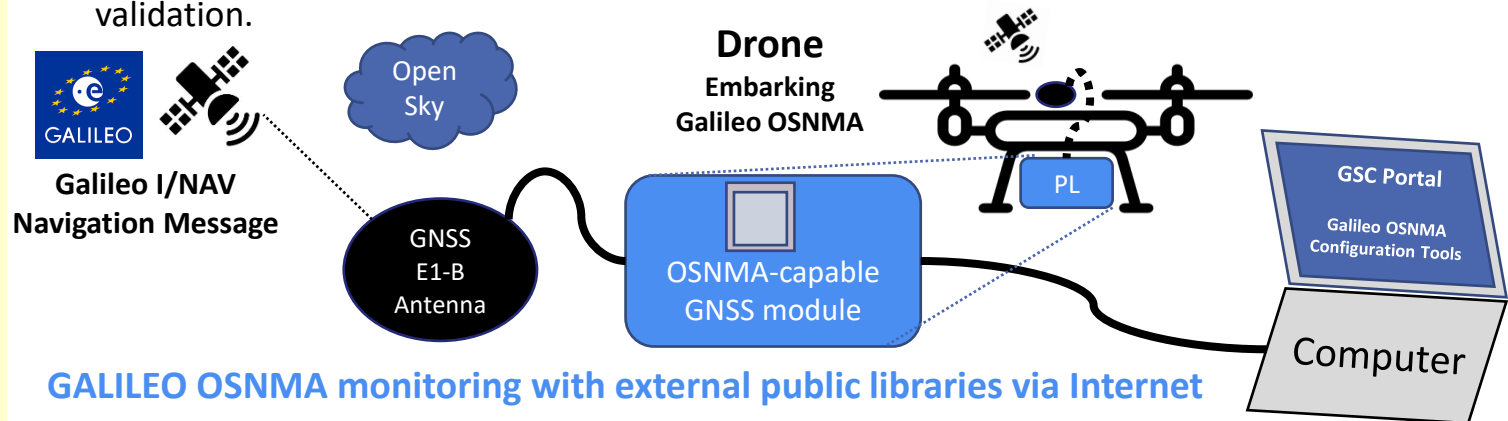 validation.
GALILEO
Galileo I/NAV
Navigation Message
Open
Sky
GNSS
E1-B
Antenna
Drone
Embarking
Galileo OSNMA
OSNMA-capable
GNSS module
PL
GSC Portal
Galileo OSNMA
Configuration Tools
Computer
GALILEO OSNMA monitoring with external public libraries via Internet